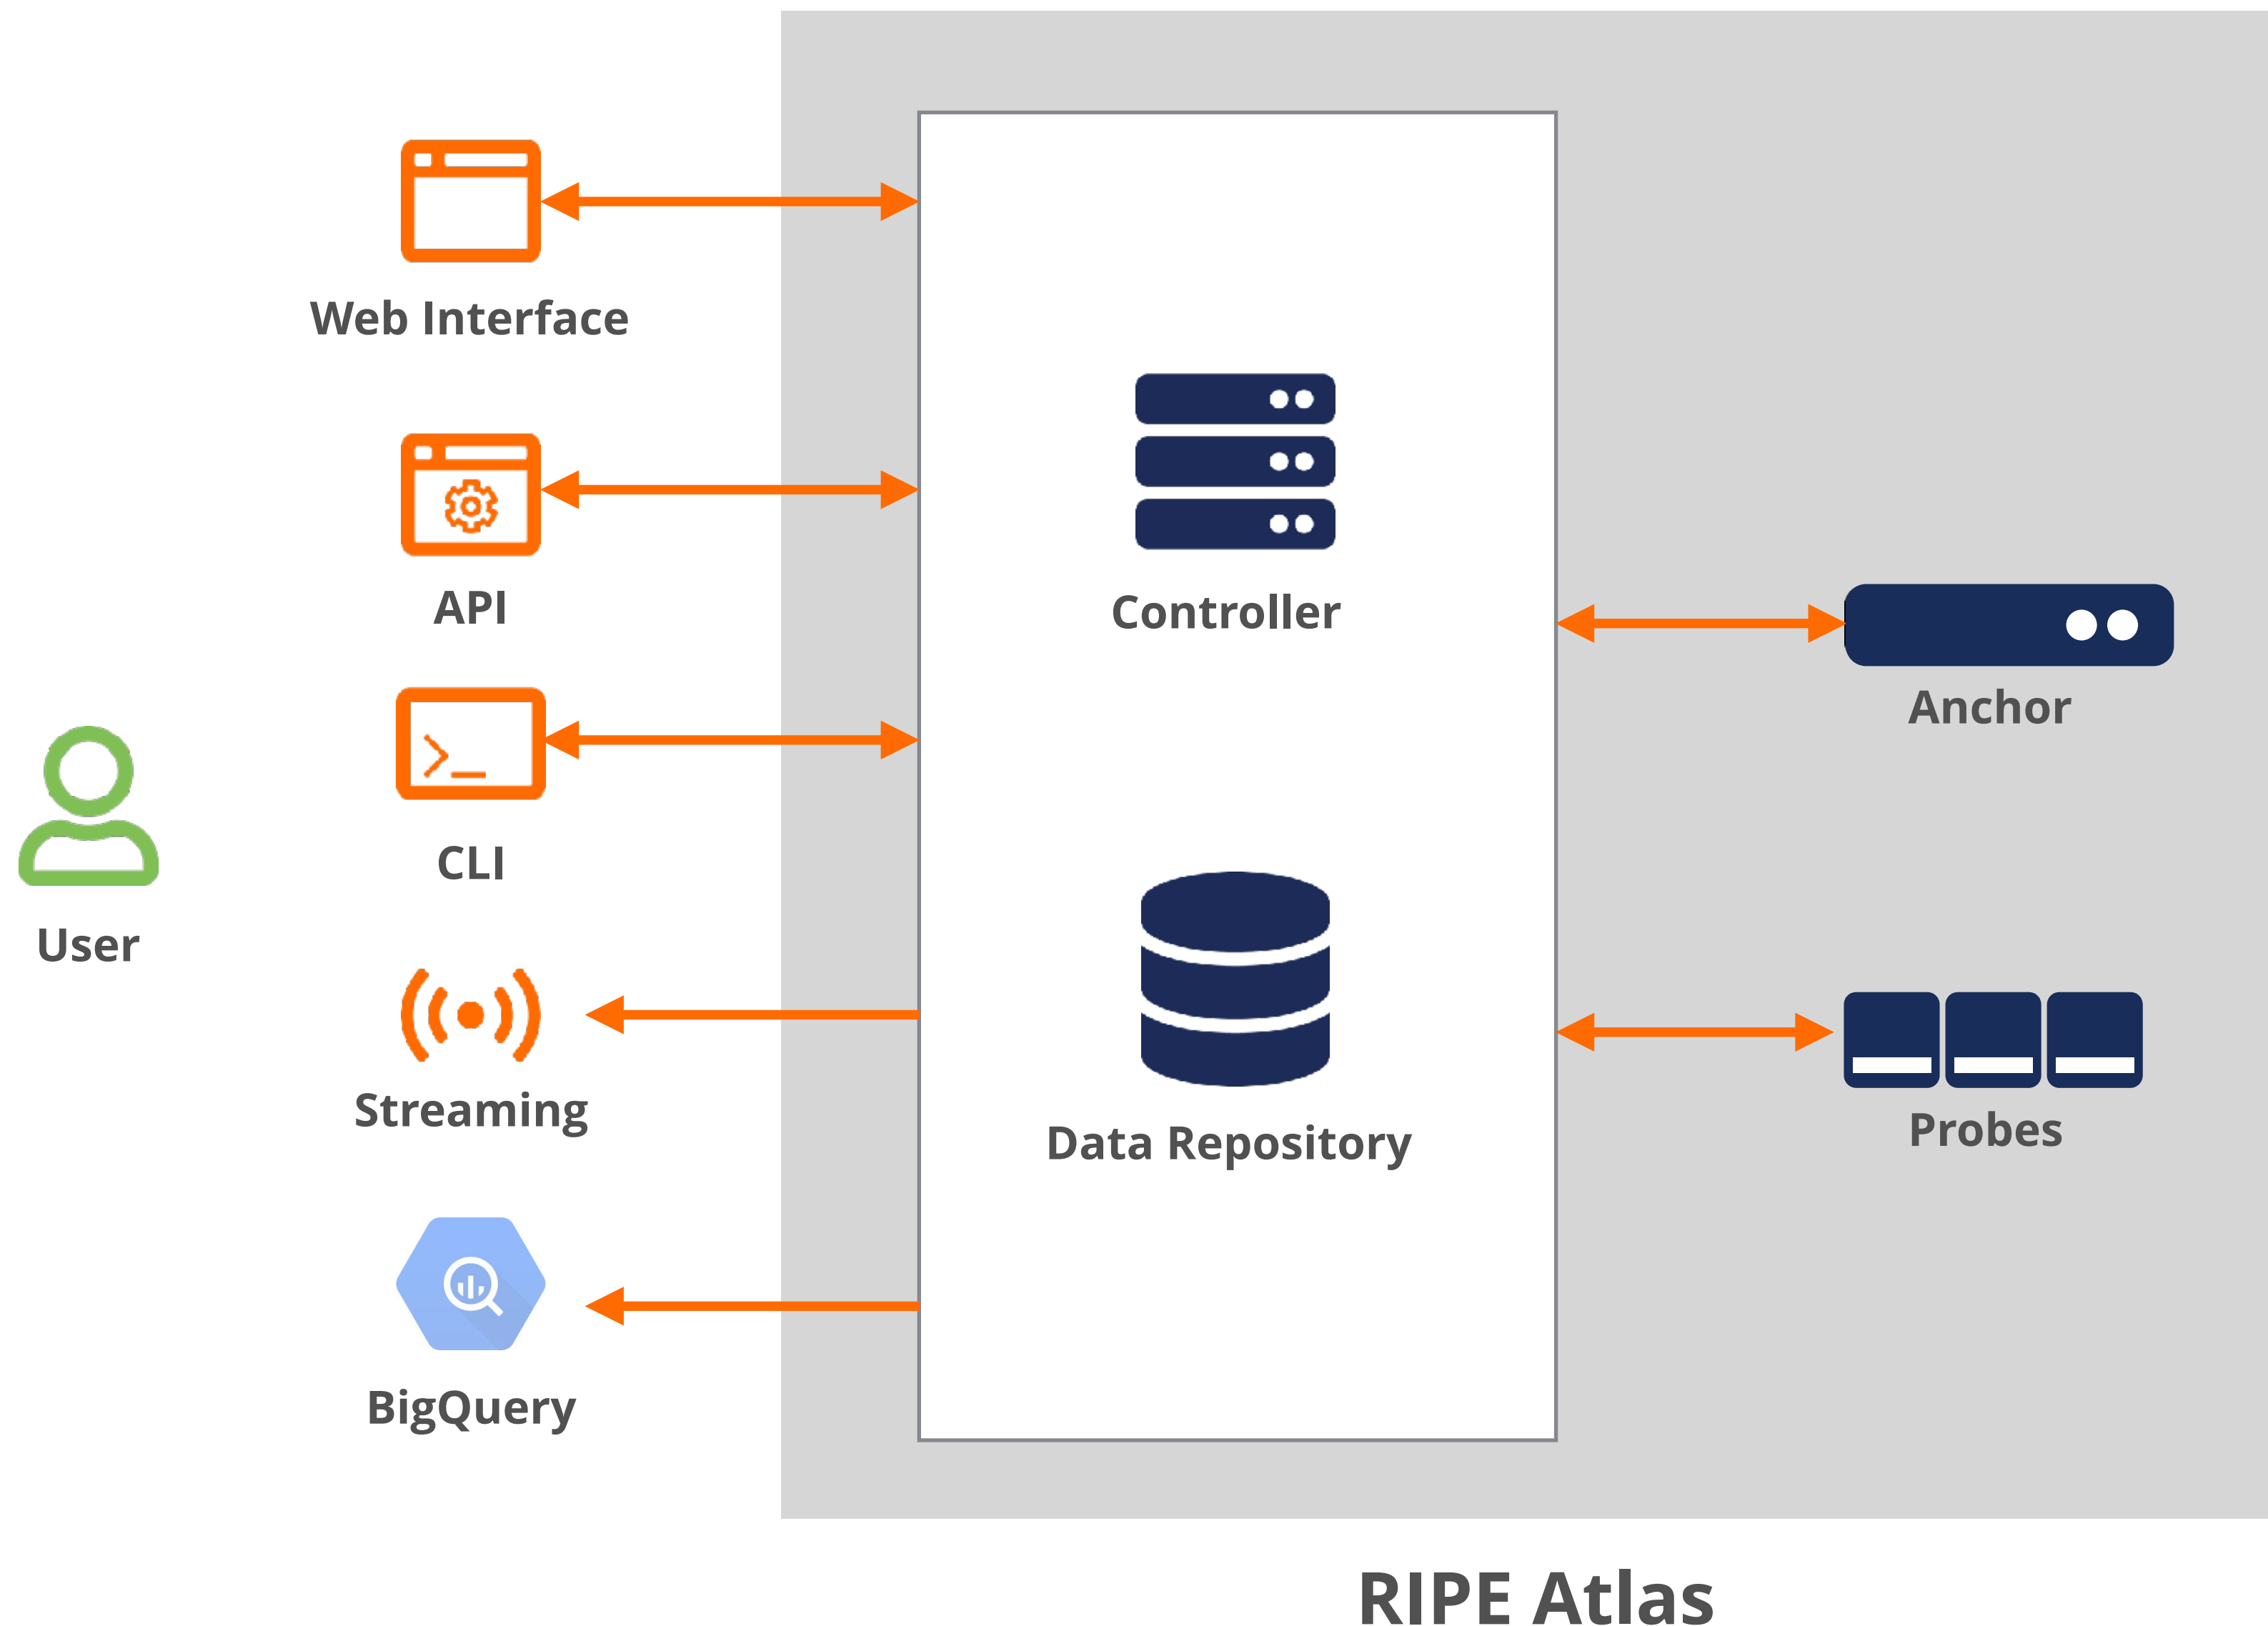 Web Interface
API
CLI
User
Streaming
BigQuery
Controller
Data Repository
Anchor
Probes
RIPE Atlas